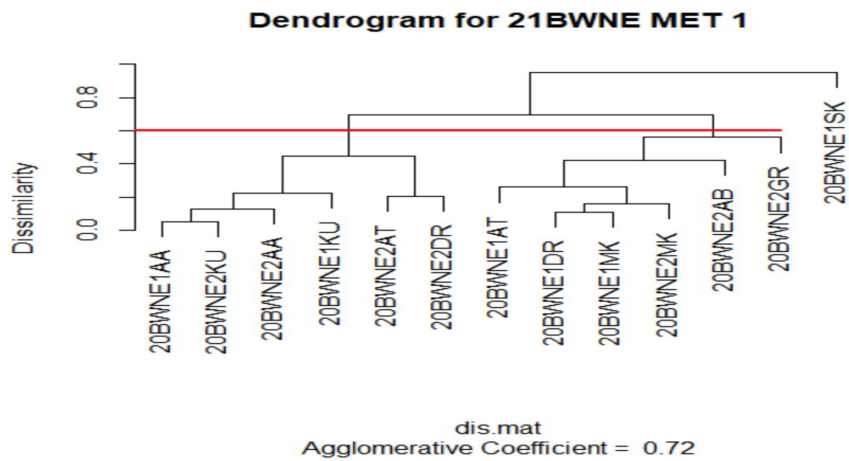 Dendrogram for 21BWNE MET 1
Dissimilarity
0.8
0.4
0.0
20BWNE1AA
20BWNE2KU
20BWNE2AA
20BWNE1KU
20BWNE2AT
20BWNE2DR
20BWNE1AT
20BWNE1DR
20BWNE1MK
20BWNE2MK
20BWNE2AB
20BWNE2GR
20BWNE1SK
dis.mat
Agglomerative Coefficient = 0.72